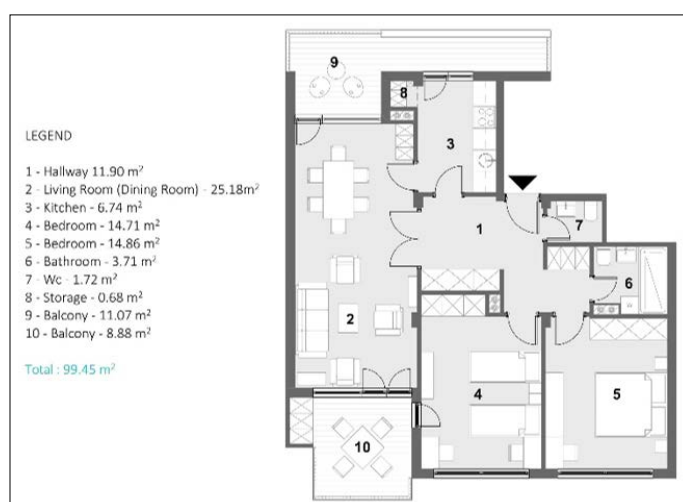 LEGEND
1 - Hallway 11.90 m²
2 - Living Room (Dining Room) - 25.18m²
3 - Kitchen - 6.74 m²
4 - Bedroom - 14.71 m²
5 - Bedroom - 14.86 m²
6 - Bathroom - 3.71 m²
7 - Wc - 1.72 m²
8 - Storage - 0.68 m²
9 - Balcony - 11.07 m²
10 - Balcony - 8.88 m²
Total : 99.45 m²
9
8
3
1
7
6
2
4
5
10